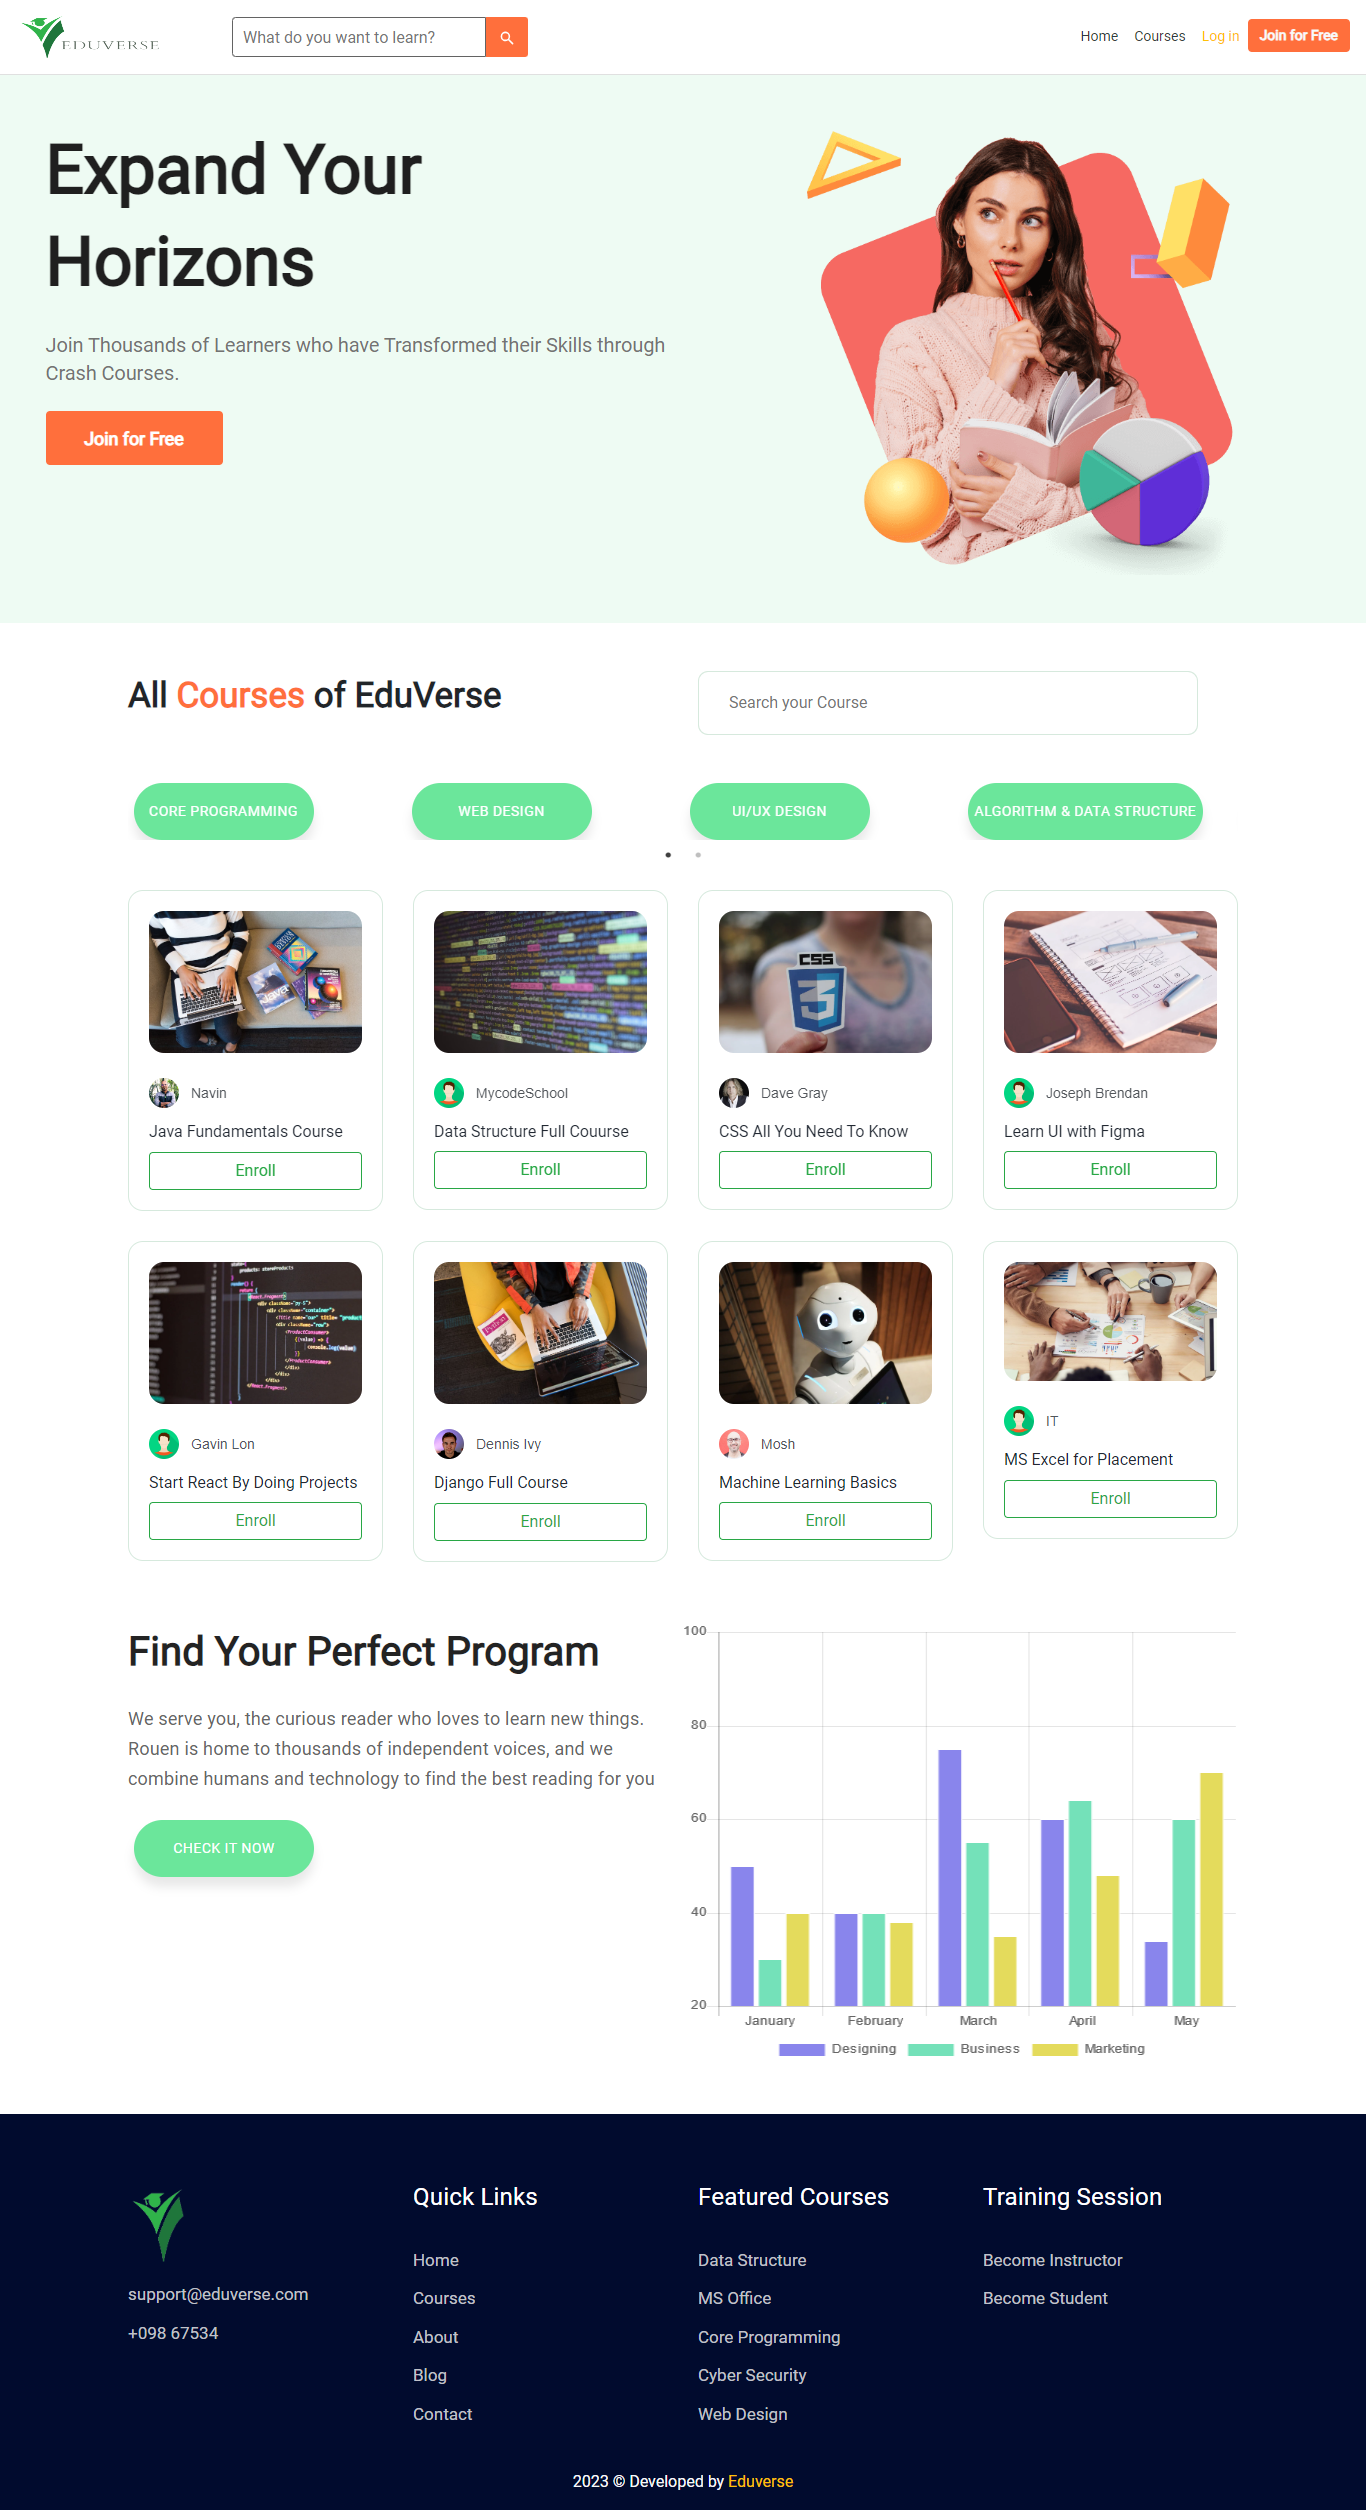 EDUVERSE
What do you want to learn?
Home
Courses
Log in
Join for Free
Expand Your
Horizons
Join Thousands of Learners who have Transformed their Skills through
Crash Courses.
Join for Free
All Courses of EduVerse
Search your Course
CORE PROGRAMMING
WEB DESIGN
UI/UX DESIGN
ALGORITHM & DATA STRUCTURE
Java
CSS
3
Navin
Java Fundamentals Course
Enroll
MycodeSchool
Data Structure Full Couurse
Enroll
Dave Gray
CSS All You Need To Know
Enroll
Joseph Brendan
Learn UI with Figma
Enroll
Python
Gavin Lon
Start React By Doing Projects
Enroll
Dennis Ivy
Django Full Course
Enroll
Mosh
Machine Learning Basics
Enroll
IT
MS Excel for Placement
Enroll
Find Your Perfect Program
We serve you, the curious reader who loves to learn new things.
Rouen is home to thousands of independent voices, and we
combine humans and technology to find the best reading for you
CHECK IT NOW
100
80
60
40
20
January
February
March
April
May
Designing
Business
Marketing
support@eduverse.com
+098 67534
Quick Links
Home
Courses
About
Blog
Contact
Featured Courses
Data Structure
MS Office
Core Programming
Cyber Security
Web Design
Training Session
Become Instructor
Become Student
2023 © Developed by Eduverse